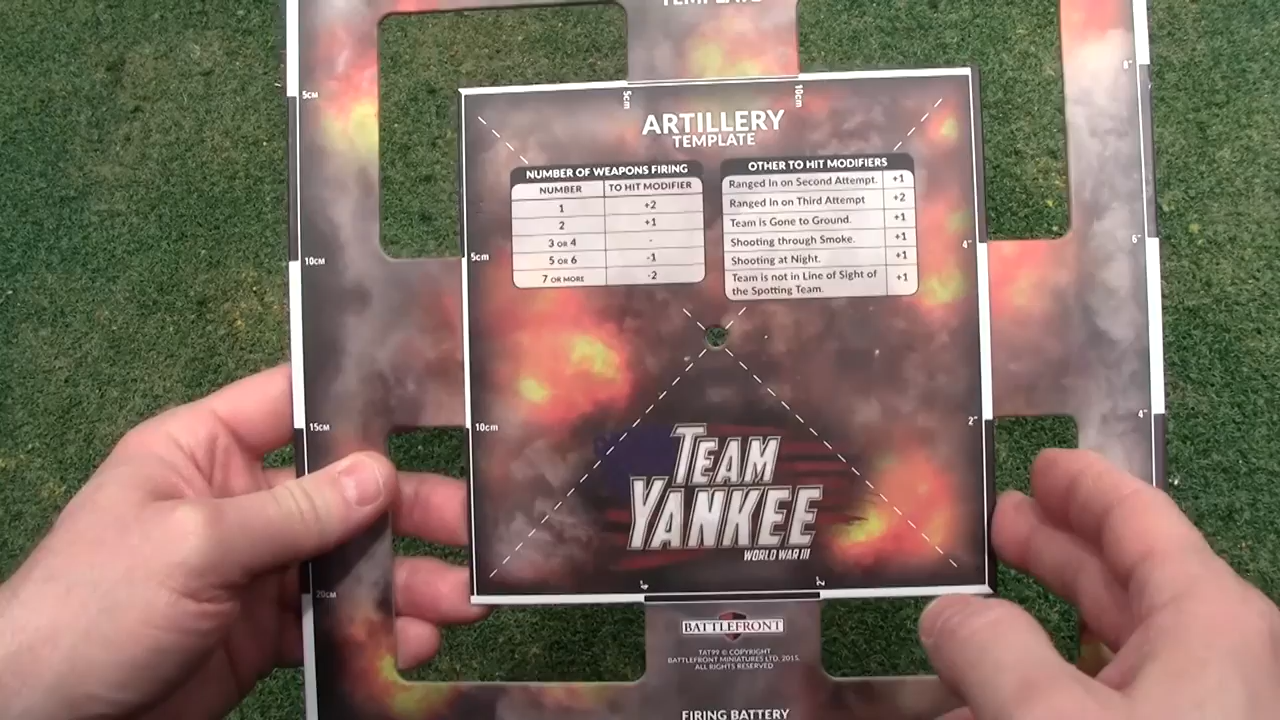 TEMPLATE
5CM
8"
5cm
10cm
ARTILLERY
TEMPLATE
NUMBER OF WEAPONS FIRING
NUMBER TO HIT MODIFIER
1 +2
2 +1
3 OR 4 -
5 OR 6 -1
7 OR MORE -2
OTHER TO HIT MODIFIERS
Ranged In on Second Attempt. +1
Ranged In on Third Attempt +2
Team is Gone to Ground. +1
Shooting through Smoke. +1
Shooting at Night. +1
Team is not in Line of Sight of
the Spotting Team. +1
10CM
5cm
4"
6"
15CM
10cm
2"
4"
TEAM
YANKEE
WORLD WAR III
20CM
4"
2"
BATTLEFRONT
TAT99 © COPYRIGHT
BATTLEFRONT MINIATURES LTD, 2015.
ALL RIGHTS RESERVED
FIRING BATTERY